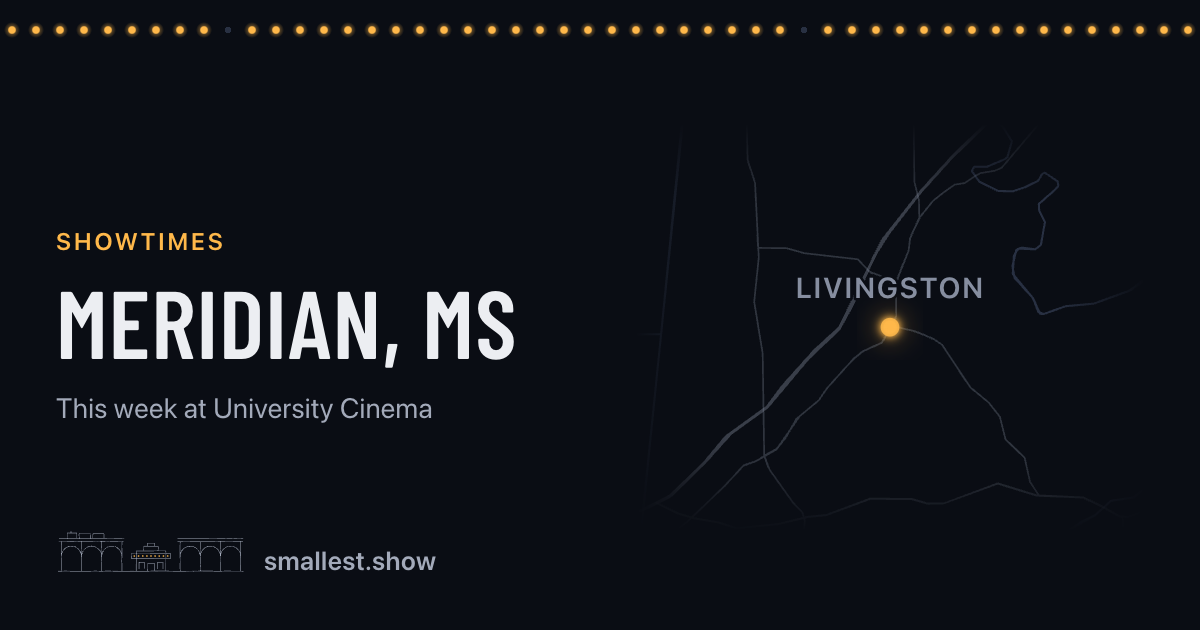 SHOWTIMES
MERIDIAN, MS
This week at University Cinema
LIVINGSTON
smallest.show